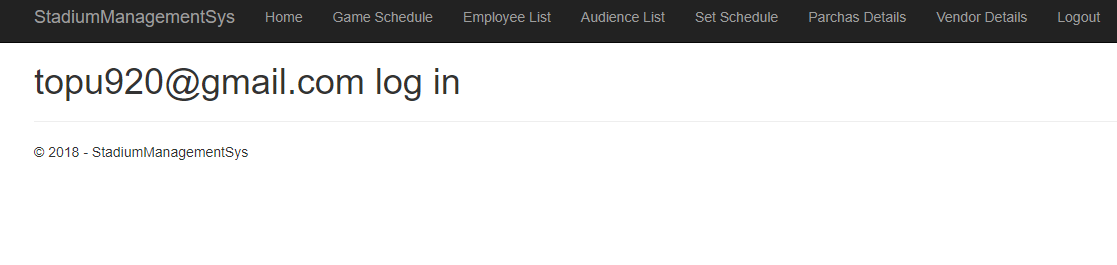 StadiumManagementSys Home Game Schedule Employee List Audience List Set Schedule Parchas Details Vendor Details Logout
topu920@gmail.com log in
© 2018 - StadiumManagementSys